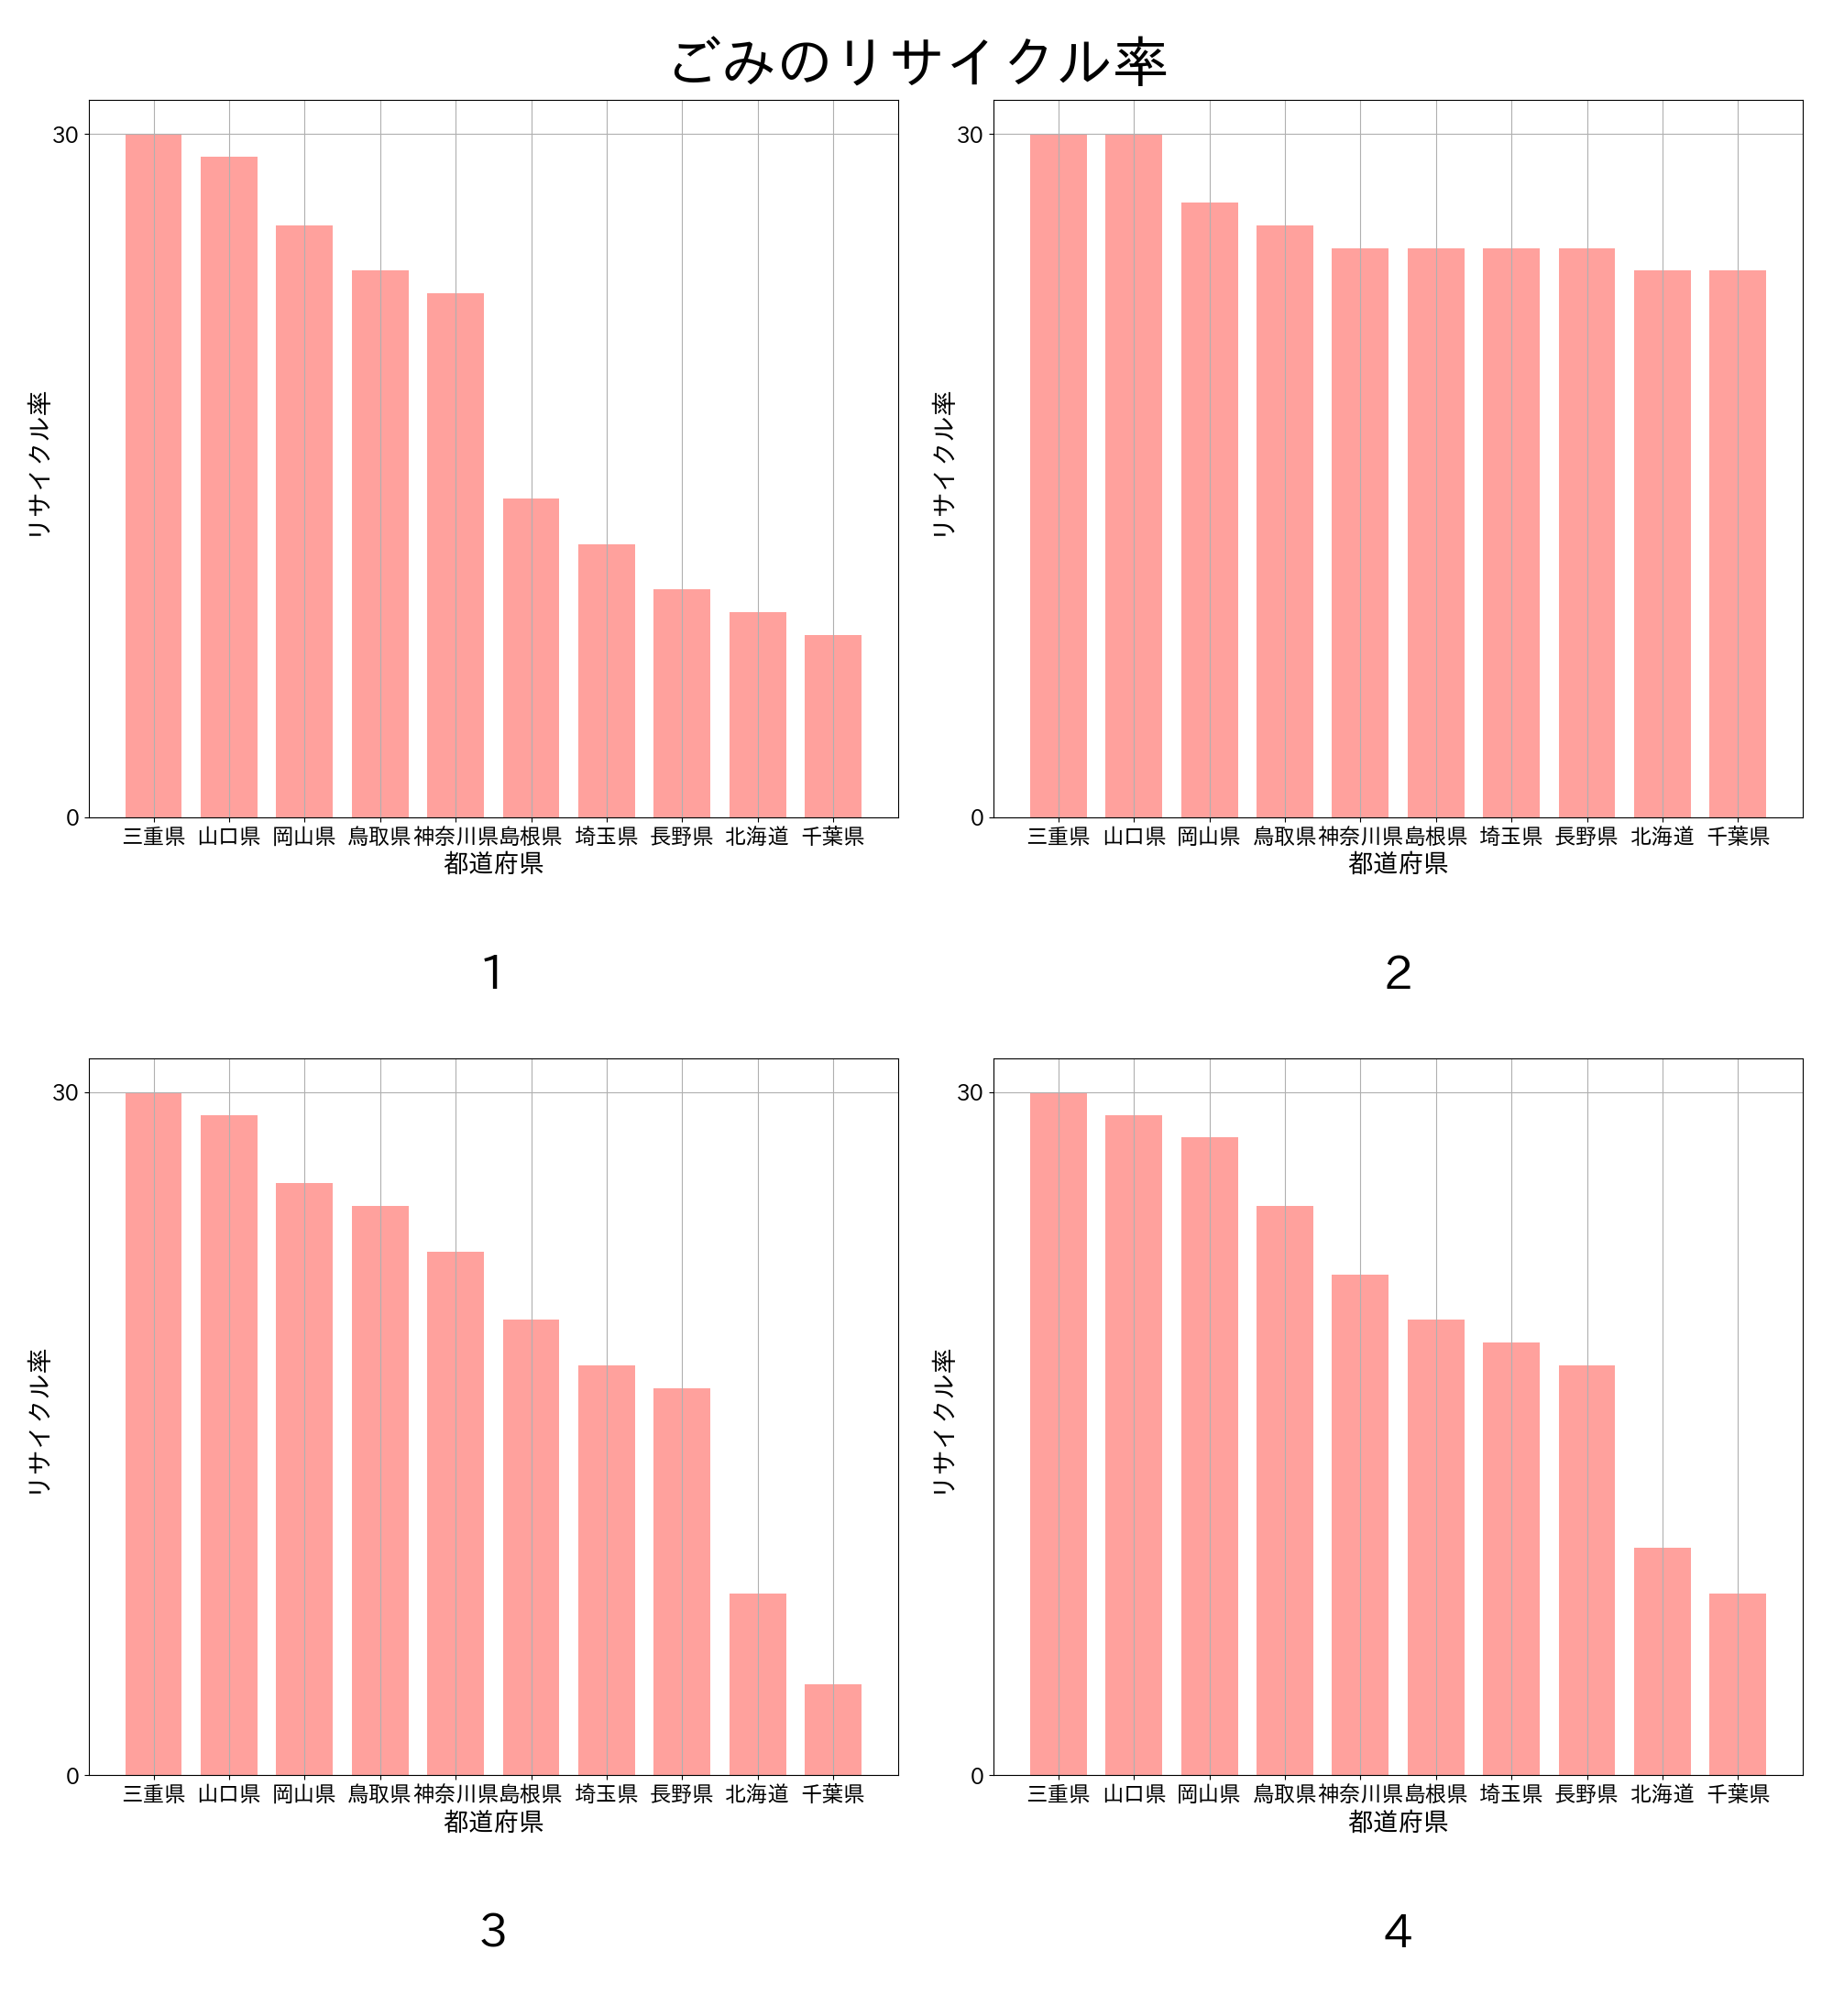 ごみのリサイクル率
30
0
リサイクル率
三重県 山口県 岡山県 鳥取県 神奈川県 島根県 埼玉県 長野県 北海道 千葉県
都道府県
1
30
0
リサイクル率
三重県 山口県 岡山県 鳥取県 神奈川県 島根県 埼玉県 長野県 北海道 千葉県
都道府県
2
30
0
リサイクル率
三重県 山口県 岡山県 鳥取県 神奈川県 島根県 埼玉県 長野県 北海道 千葉県
都道府県
3
30
0
リサイクル率
三重県 山口県 岡山県 鳥取県 神奈川県 島根県 埼玉県 長野県 北海道 千葉県
都道府県
4